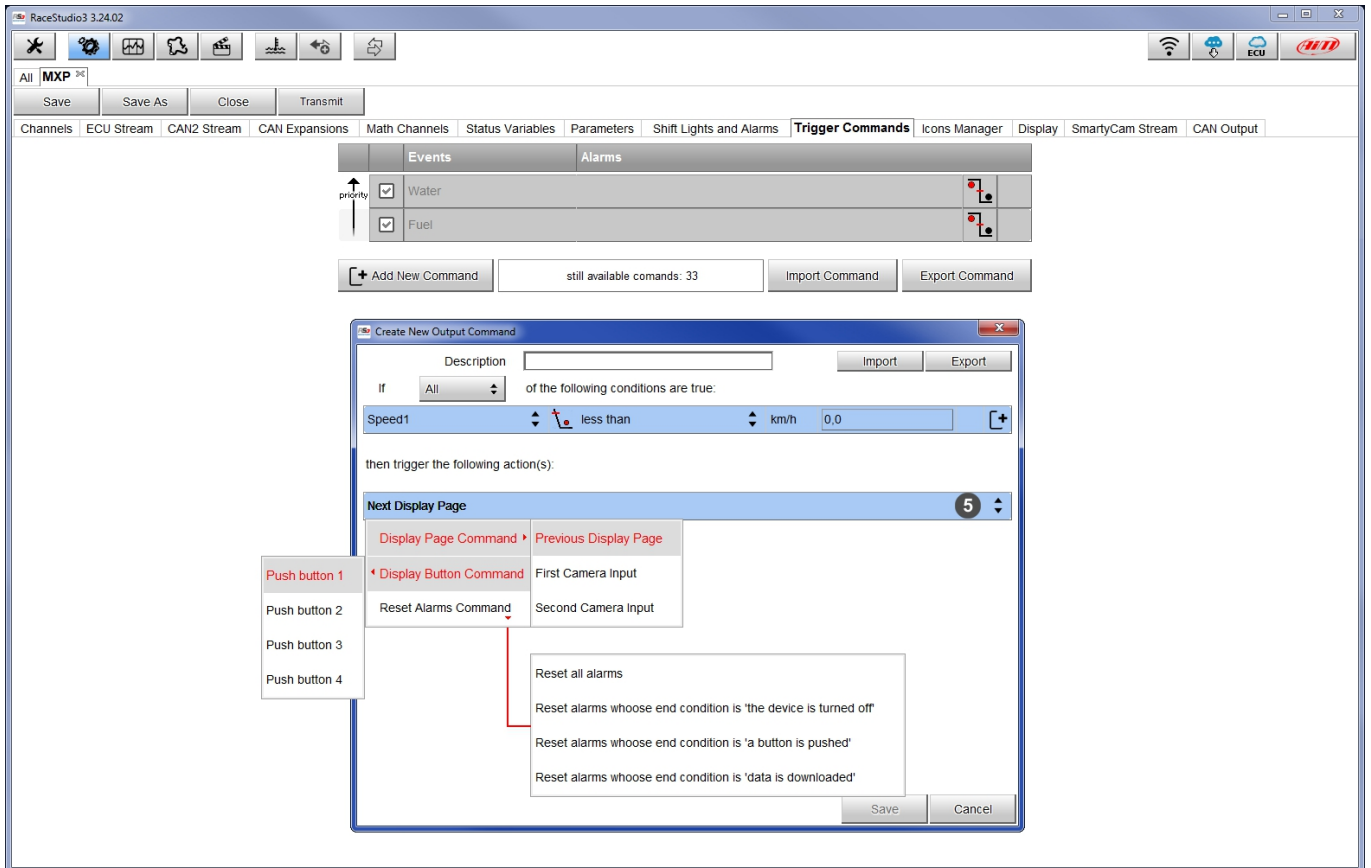 RaceStudio3 3.24.02
ECU
AiM
All MXP
Save Save As Close Transmit
Channels ECU Stream CAN2 Stream CAN Expansions Math Channels Status Variables Parameters Shift Lights and Alarms Trigger Commands Icons Manager Display SmartyCam Stream CAN Output
Events Alarms
priority
Water
Fuel
Add New Command still available comands: 33 Import Command Export Command
Create New Output Command
Description Import Export
If All of the following conditions are true:
Speed1 less than km/h 0,0
then trigger the following action(s):
Next Display Page 5
Display Page Command Previous Display Page
Push button 1 Display Button Command First Camera Input
Push button 2 Reset Alarms Command Second Camera Input
Push button 3
Push button 4
Reset all alarms
Reset alarms whoose end condition is 'the device is turned off'
Reset alarms whoose end condition is 'a button is pushed'
Reset alarms whoose end condition is 'data is downloaded'
Save Cancel